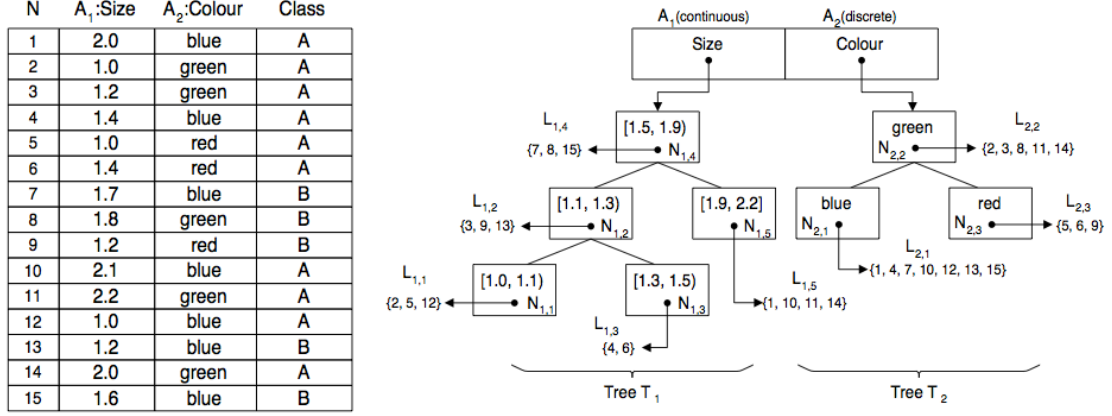 N A₁:Size A₂:Colour Class
1 2.0 blue A
2 1.0 green A
3 1.2 green A
4 1.4 blue A
5 1.0 red A
6 1.4 red A
7 1.7 blue B
8 1.8 green B
9 1.2 red B
10 2.1 blue A
11 2.2 green A
12 1.0 blue A
13 1.2 blue B
14 2.0 green A
15 1.6 blue B
A₁(continuous) A₂(discrete)
Size Colour
L₁,₄ [1.5, 1.9) green L₂,₂
{7, 8, 15} N₁,₄ N₂,₂ {2, 3, 8, 11, 14}
L₁,₂ [1.1, 1.3) [1.9, 2.2] blue red L₂,₃
{3, 9, 13} N₁,₂ N₁,₅ N₂,₁ N₂,₃ {5, 6, 9}
L₁,₁ [1.0, 1.1) [1.3, 1.5) L₁,₅ L₂,₁
{2, 5, 12} N₁,₁ N₁,₃ {1, 10, 11, 14} {1, 4, 7, 10, 12, 13, 15}
L₁,₃
{4, 6}
Tree T₁ Tree T₂